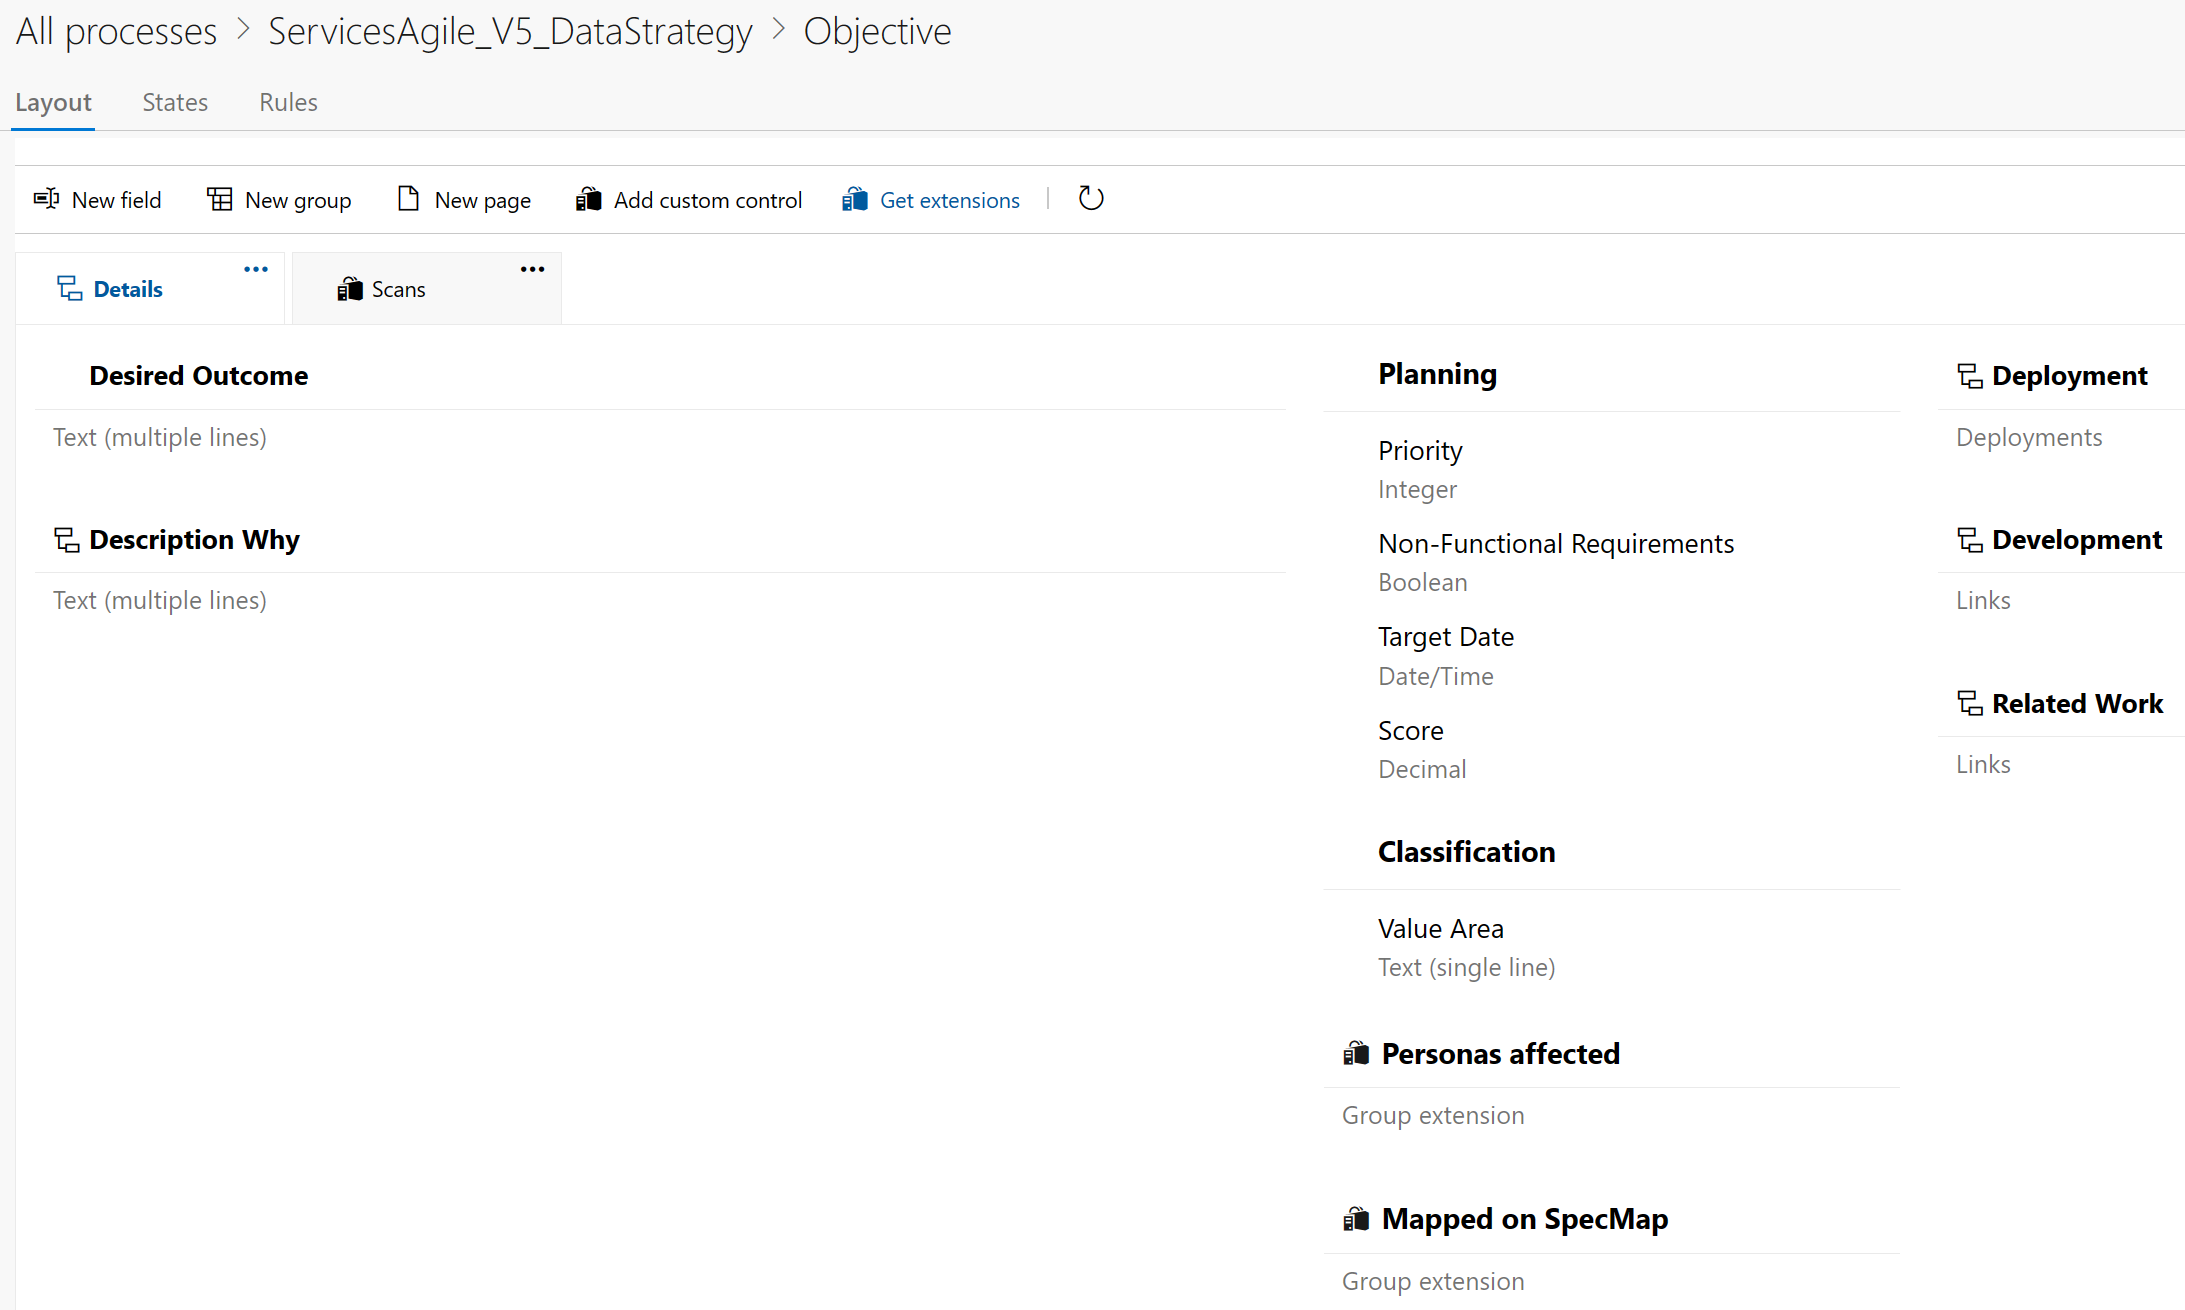 All processes > ServicesAgile_V5_DataStrategy > Objective
Layout States Rules
New field New group New page Add custom control Get extensions
Details ••• Scans •••
Desired Outcome
Text (multiple lines)
Description Why
Text (multiple lines)
Planning
Priority
Integer
Non-Functional Requirements
Boolean
Target Date
Date/Time
Score
Decimal
Classification
Value Area
Text (single line)
Personas affected
Group extension
Mapped on SpecMap
Group extension
Deployment
Deployments
Development
Links
Related Work
Links